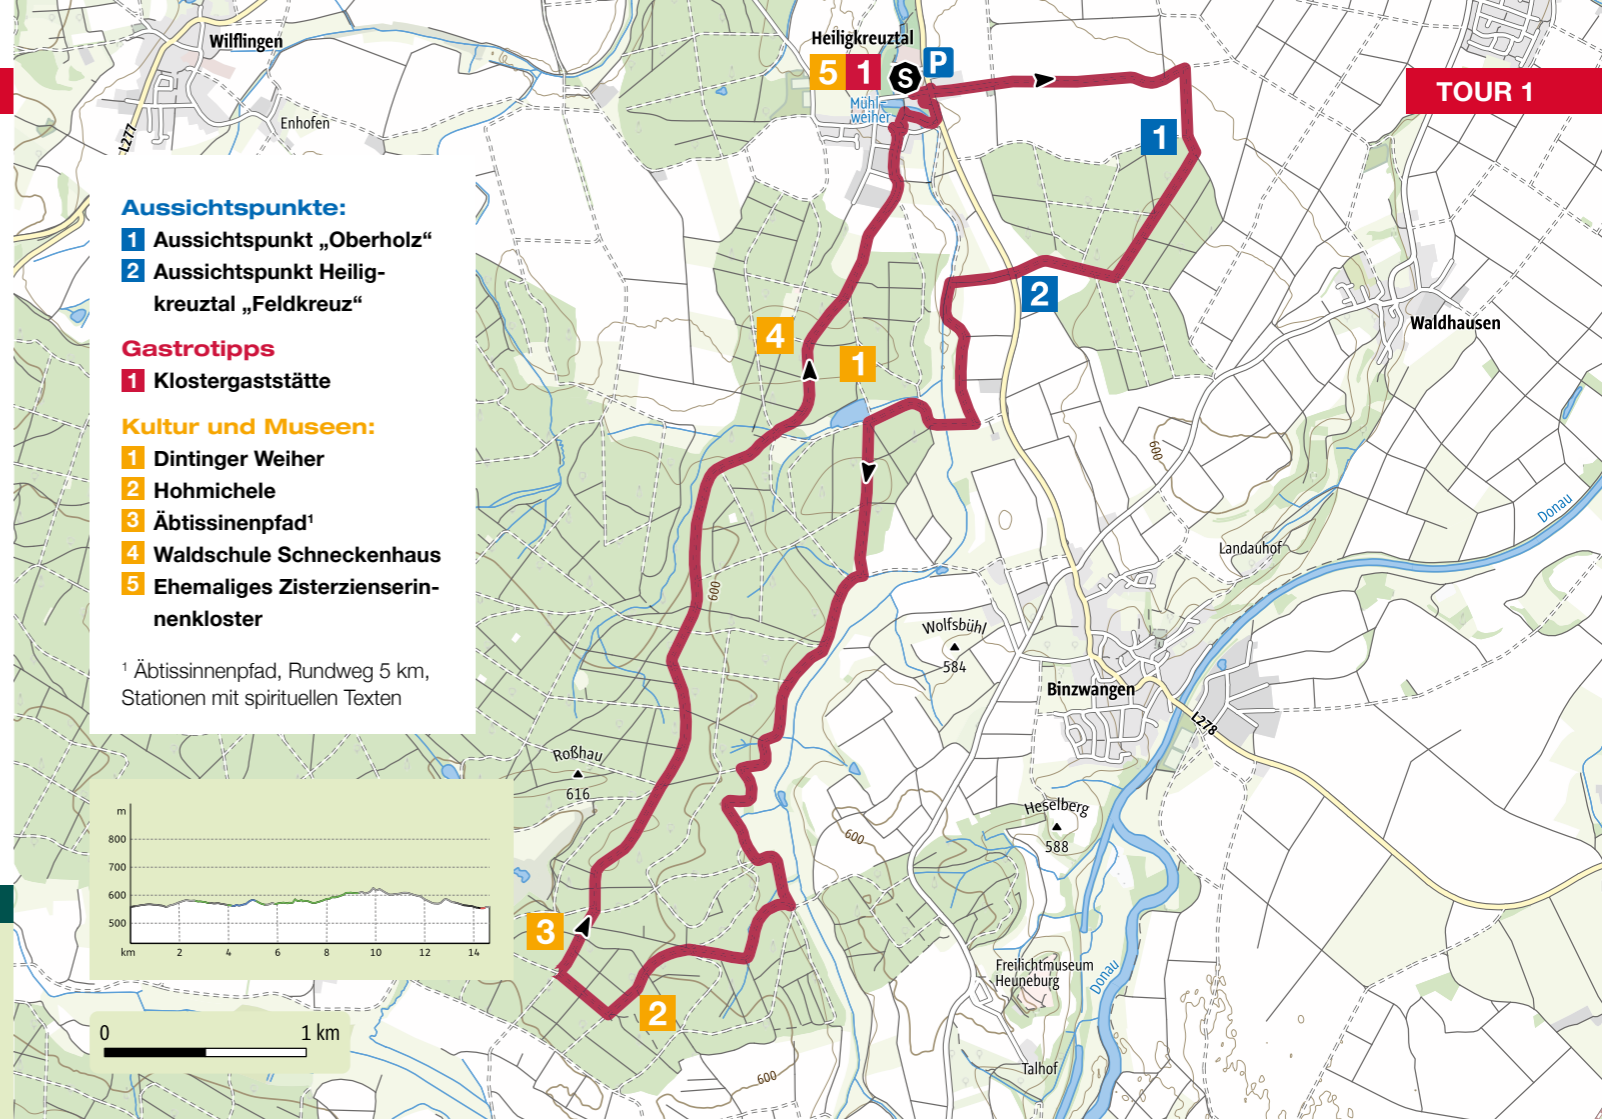 Wilflingen
Enhofen
L277
Heiligkreuztal
5 1 S P
Mühl-
weiher
TOUR 1
1
2
4
1
3
2
Waldhausen
600
Donau
Landauhof
600
Wolfsbühl
584
Binzwangen
L278
Roßhau
616
Heselberg
588
600
Freilichtmuseum
Heuneburg
Donau
Talhof
600
Aussichtspunkte:
1 Aussichtspunkt „Oberholz“
2 Aussichtspunkt Heilig-
kreuztal „Feldkreuz“
Gastrotipps
1 Klostergaststätte
Kultur und Museen:
1 Dintinger Weiher
2 Hohmichele
3 Äbtissinenpfad¹
4 Waldschule Schneckenhaus
5 Ehemaliges Zisterzienserin-
nenkloster
¹ Äbtissinnenpfad, Rundweg 5 km,
Stationen mit spirituellen Texten
m
800
700
600
500
km 2 4 6 8 10 12 14
0 1 km